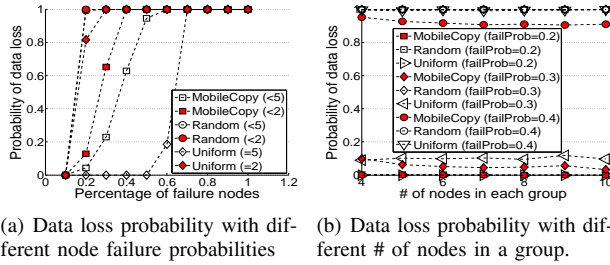 Probability of data loss
1
0.8
0.6
0.4
0.2
0
0
0.2
0.4
0.6
0.8
1
1.2
Percentage of failure nodes
MobileCopy (<5)
MobileCopy (<2)
Random (<5)
Random (<2)
Uniform (=5)
Uniform (=2)
(a) Data loss probability with dif-
ferent node failure probabilities
Probability of data loss
1
0.8
0.6
0.4
0.2
0
4
5
6
7
8
9
10
# of nodes in each group
MobileCopy (failProb=0.2)
Random (failProb=0.2)
Uniform (failProb=0.2)
MobileCopy (failProb=0.3)
Random (failProb=0.3)
Uniform (failProb=0.3)
MobileCopy (failProb=0.4)
Random (failProb=0.4)
Uniform (failProb=0.4)
(b) Data loss probability with dif-
ferent # of nodes in a group.